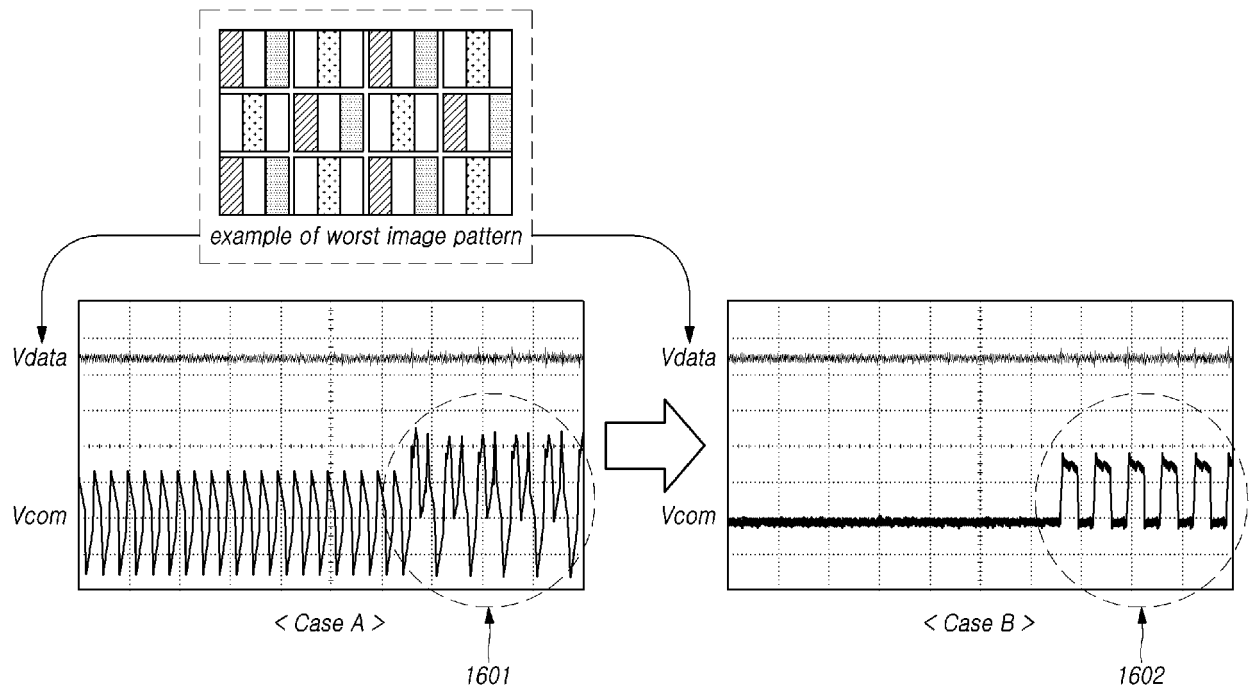 example of worst image pattern
Vdata
Vcom
< Case A >
1601
Vdata
Vcom
< Case B >
1602